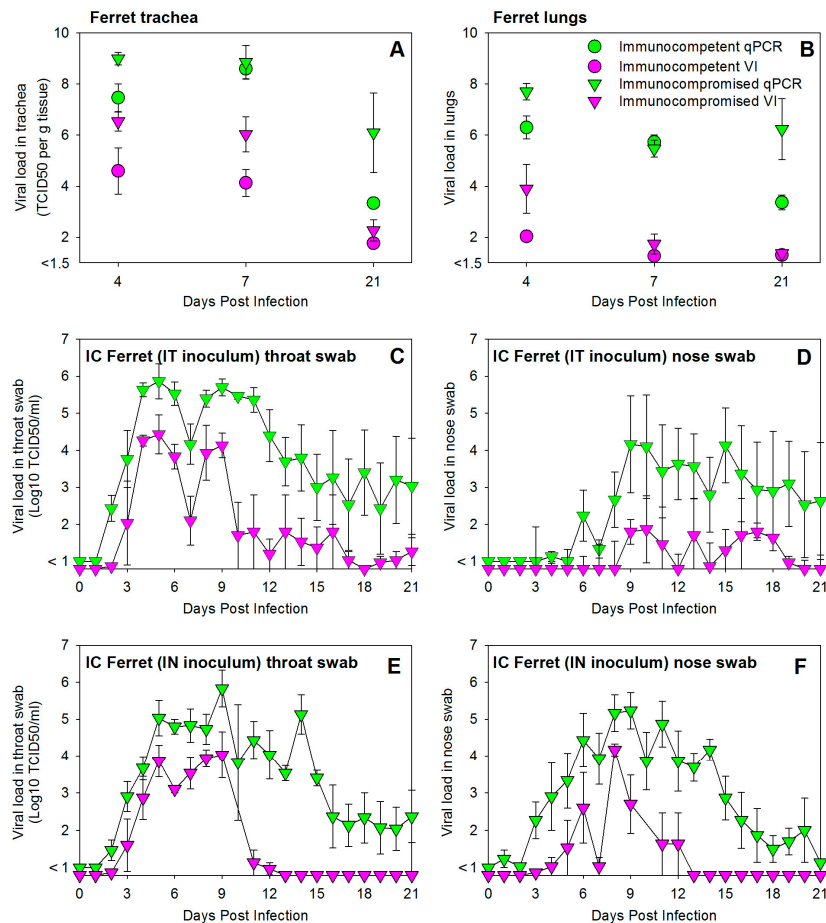 Ferret trachea
Ferret lungs
A
10
8
6
4
2
<1.5
4
7
21
Days Post Infection
Viral load in trachea
(TCID50 per g tissue)
B
Immunocompetent qPCR
Immunocompetent VI
Immunocompromised qPCR
Immunocompromised VI
10
8
6
4
2
<1.5
4
7
21
Days Post Infection
Viral load in lungs
IC Ferret (IT inoculum) throat swab
C
7
6
5
4
3
2
< 1
0
3
6
9
12
15
18
21
Days Post Infection
Viral load in throat swab
(Log10 TCID50/ml)
IC Ferret (IT inoculum) nose swab
D
7
6
5
4
3
2
< 1
0
3
6
9
12
15
18
21
Days Post Infection
Viral load in nose swab
IC Ferret (IN inoculum) throat swab
E
7
6
5
4
3
2
< 1
0
3
6
9
12
15
18
21
Days Post Infection
Viral load in throat swab
(Log10 TCID50/ml)
IC Ferret (IN inoculum) nose swab
F
7
6
5
4
3
2
< 1
0
3
6
9
12
15
18
21
Days Post Infection
Viral load in nose swab